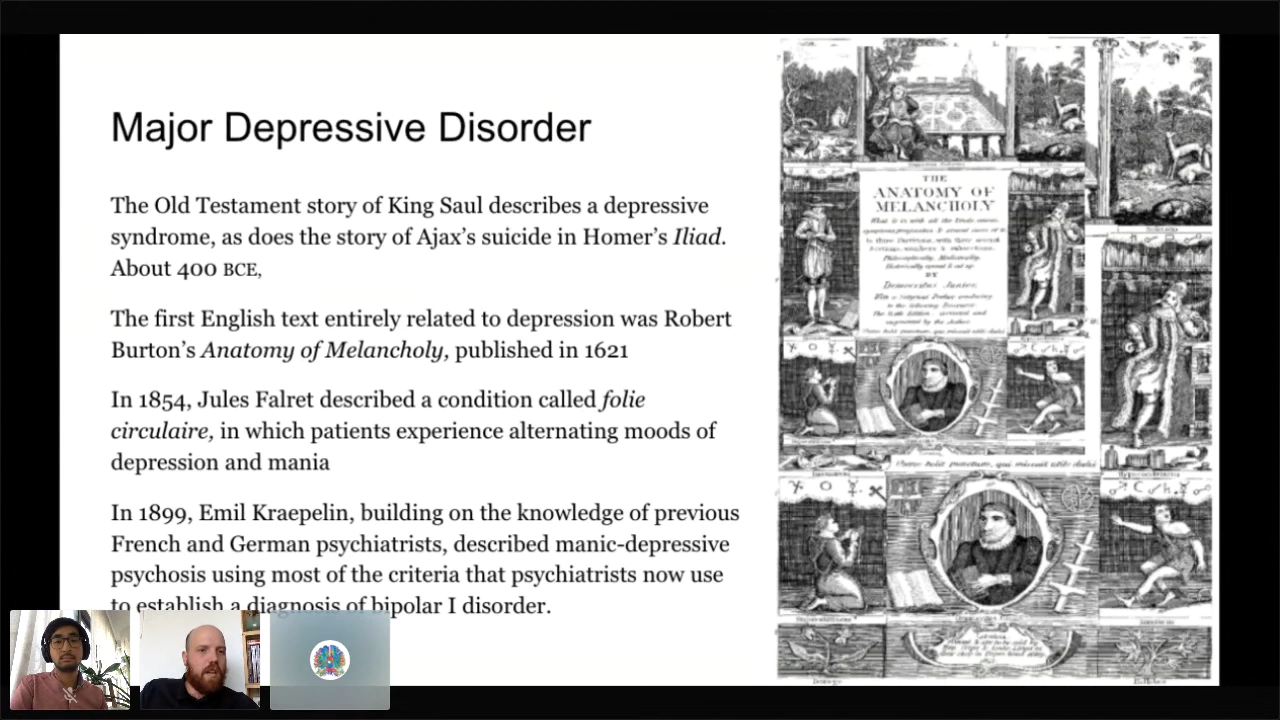 Major Depressive Disorder
The Old Testament story of King Saul describes a depressive
syndrome, as does the story of Ajax’s suicide in Homer’s Iliad.
About 400 BCE,
The first English text entirely related to depression was Robert
Burton’s Anatomy of Melancholy, published in 1621
In 1854, Jules Falret described a condition called folie
circulaire, in which patients experience alternating moods of
depression and mania
In 1899, Emil Kraepelin, building on the knowledge of previous
French and German psychiatrists, described manic-depressive
psychosis using most of the criteria that psychiatrists now use
to establish a diagnosis of bipolar I disorder.
THE
ANATOMY OF
MELANCHOLY
BY
Democritus Junior